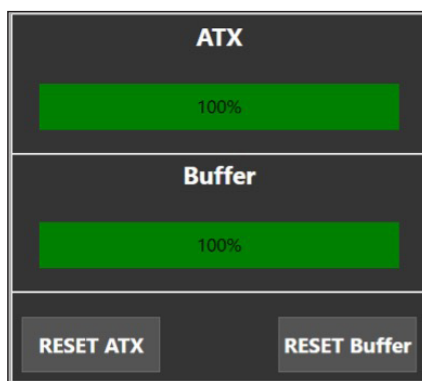 ATX
100%
Buffer
100%
RESET ATX
RESET Buffer